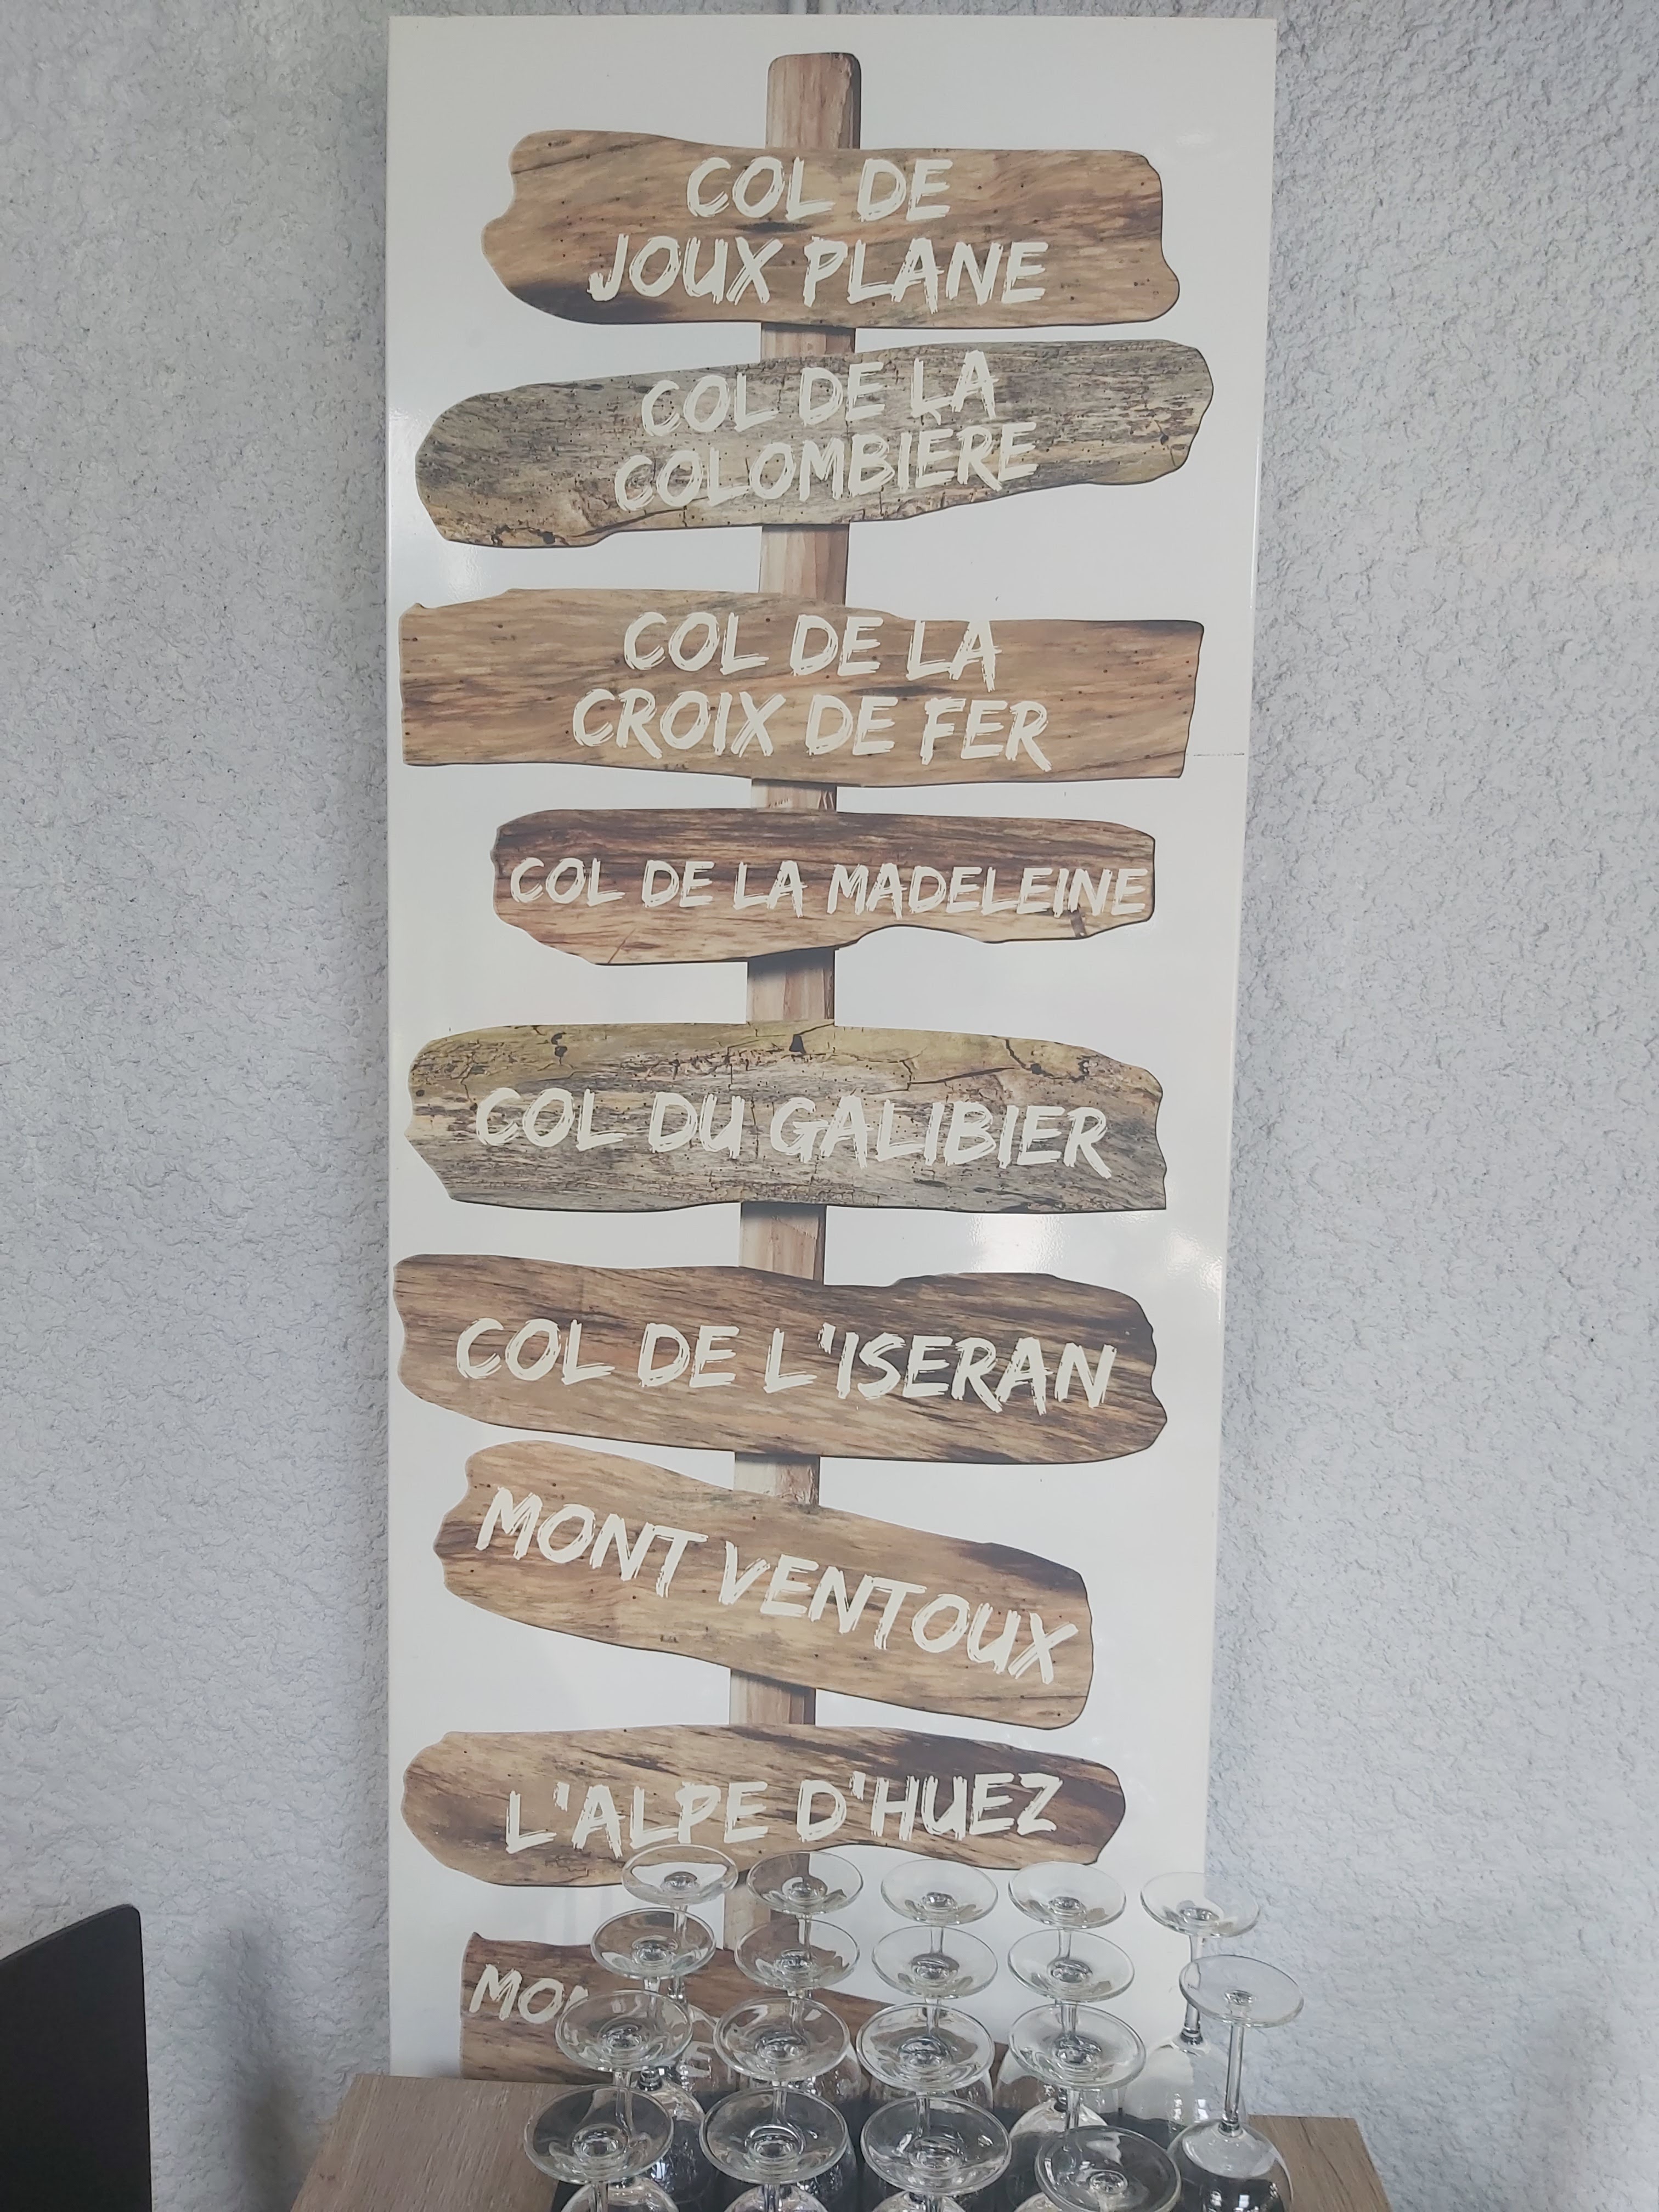 COL DE
JOUX PLANE
COL DE LA
COLOMBIÈRE
COL DE LA
CROIX DE FER
COL DE LA MADELEINE
COL DU GALIBIER
COL DE L'ISERAN
MONT VENTOUX
L'ALPE D'HUEZ